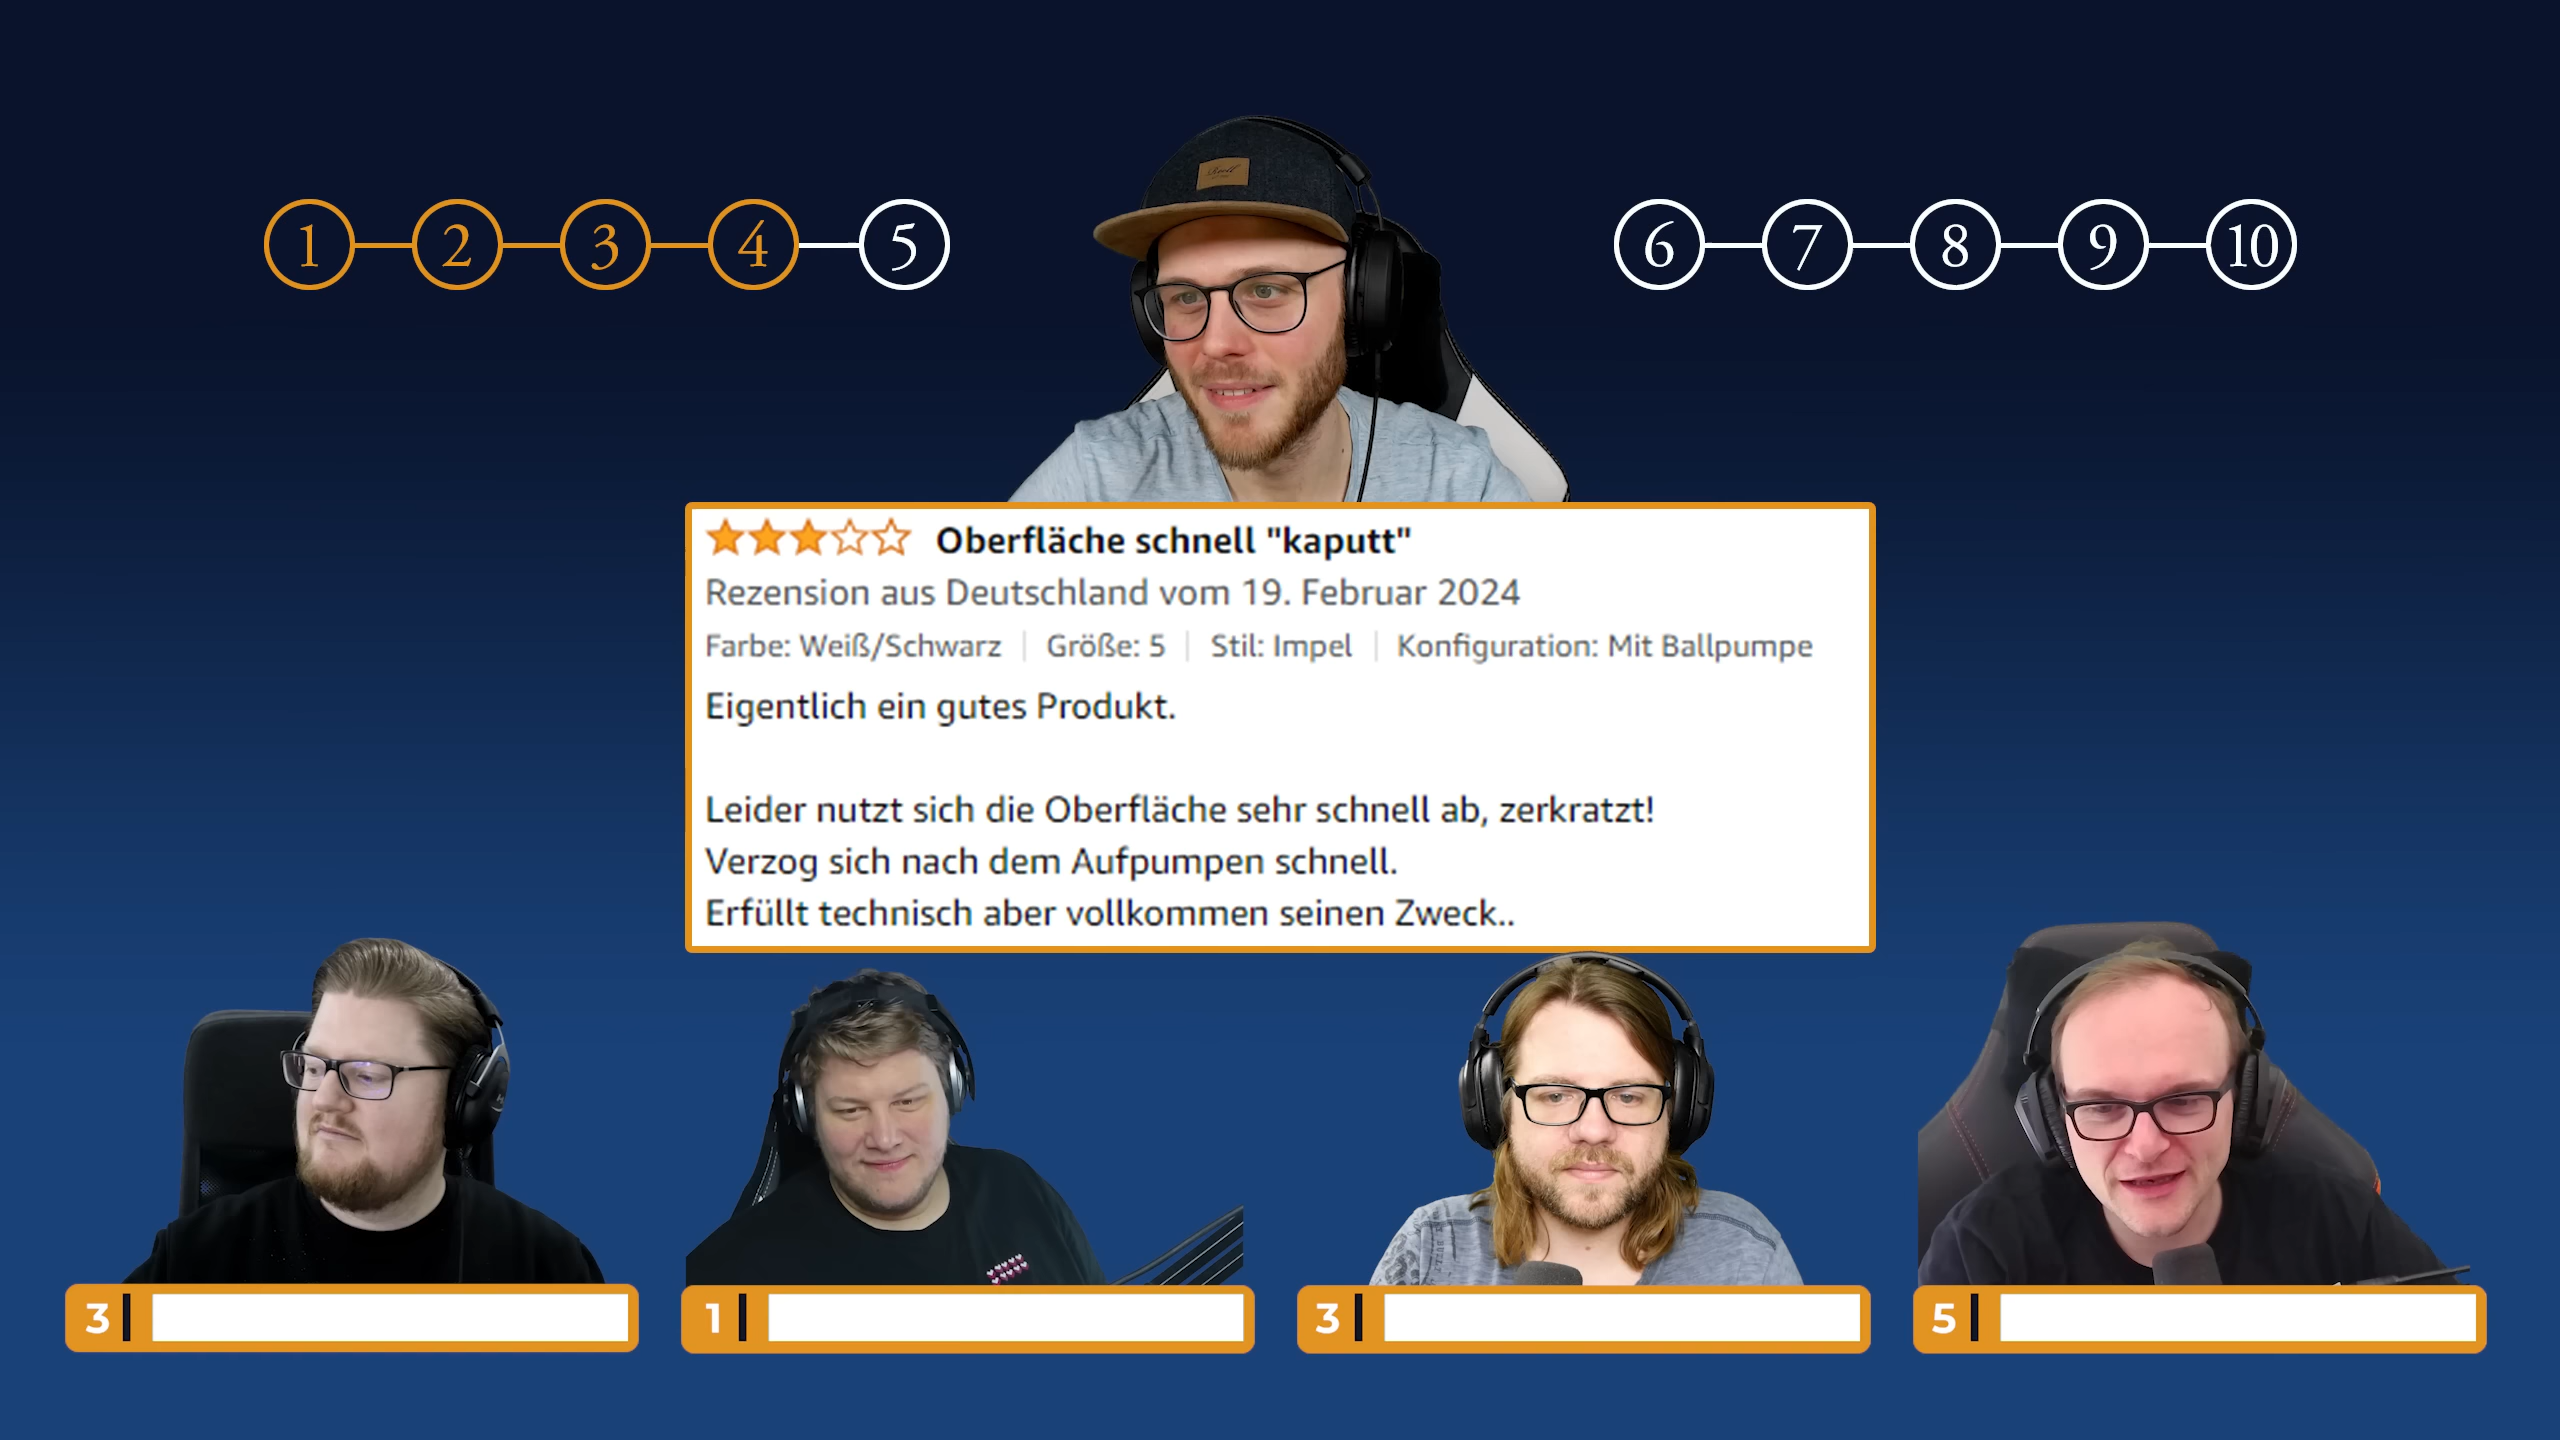 1 2 3 4 5
6 7 8 9 10
Oberfläche schnell "kaputt"
Rezension aus Deutschland vom 19. Februar 2024
Farbe: Weiß/Schwarz | Größe: 5 | Stil: Impel | Konfiguration: Mit Ballpumpe
Eigentlich ein gutes Produkt.
Leider nutzt sich die Oberfläche sehr schnell ab, zerkratzt!
Verzog sich nach dem Aufpumpen schnell.
Erfüllt technisch aber vollkommen seinen Zweck..
3
1
3
5